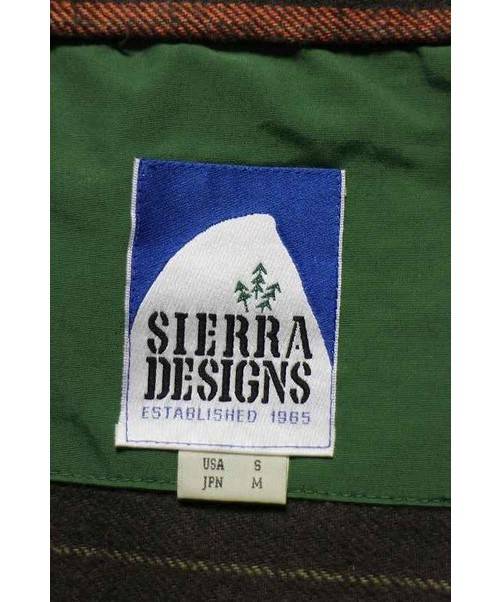 SIERRA
DESIGNS
ESTABLISHED 1965
USA S
JPN M